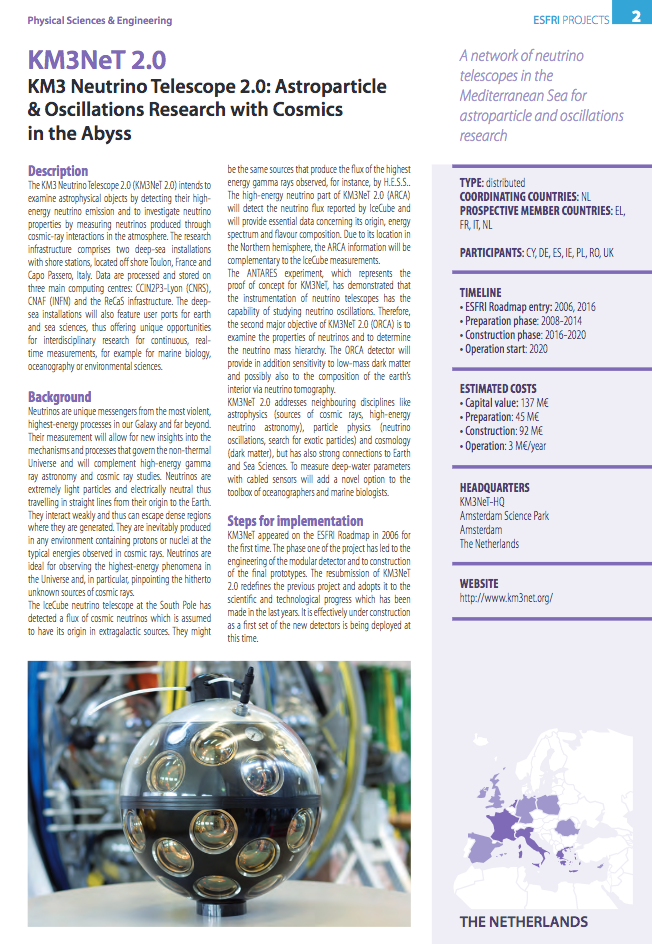 Physical Sciences & Engineering
ESFRI PROJECTS 2
KM3NeT 2.0
KM3 Neutrino Telescope 2.0: Astroparticle
& Oscillations Research with Cosmics
in the Abyss
A network of neutrino
telescopes in the
Mediterranean Sea for
astroparticle and oscillations
research
Description
The KM3 Neutrino Telescope 2.0 (KM3NeT 2.0) intends to
examine astrophysical objects by detecting their high-
energy neutrino emission and to investigate neutrino
properties by measuring neutrinos produced through
cosmic-ray interactions in the atmosphere. The research
infrastructure comprises two deep-sea installations
with shore stations, located off shore Toulon, France and
Capo Passero, Italy. Data are processed and stored on
three main computing centres: CCIN2P3-Lyon (CNRS),
CNAF (INFN) and the ReCaS infrastructure. The deep-
sea installations will also feature user ports for earth
and sea sciences, thus offering unique opportunities
for interdisciplinary research for continuous, real-
time measurements, for example for marine biology,
oceanography or environmental sciences.
Background
Neutrinos are unique messengers from the most violent,
highest-energy processes in our Galaxy and far beyond.
Their measurement will allow for new insights into the
mechanisms and processes that govern the non-thermal
Universe and will complement high-energy gamma
ray astronomy and cosmic ray studies. Neutrinos are
extremely light particles and electrically neutral thus
travelling in straight lines from their origin to the Earth.
They interact weakly and thus can escape dense regions
where they are generated. They are inevitably produced
in any environment containing protons or nuclei at the
typical energies observed in cosmic rays. Neutrinos are
ideal for observing the highest-energy phenomena in
the Universe and, in particular, pinpointing the hitherto
unknown sources of cosmic rays.
The IceCube neutrino telescope at the South Pole has
detected a flux of cosmic neutrinos which is assumed
to have its origin in extragalactic sources. They might
be the same sources that produce the flux of the highest
energy gamma rays observed, for instance, by H.E.S.S..
The high-energy neutrino part of KM3NeT 2.0 (ARCA)
will detect the neutrino flux reported by IceCube and
will provide essential data concerning its origin, energy
spectrum and flavour composition. Due to its location in
the Northern hemisphere, the ARCA information will be
complementary to the IceCube measurements.
The ANTARES experiment, which represents the
proof of concept for KM3NeT, has demonstrated that
the instrumentation of neutrino telescopes has the
capability of studying neutrino oscillations. Therefore,
the second major objective of KM3NeT 2.0 (ORCA) is to
examine the properties of neutrinos and to determine
the neutrino mass hierarchy. The ORCA detector will
provide in addition sensitivity to low-mass dark matter
and possibly also to the composition of the earth's
interior via neutrino tomography.
KM3NeT 2.0 addresses neighbouring disciplines like
astrophysics (sources of cosmic rays, high-energy
neutrino astronomy), particle physics (neutrino
oscillations, search for exotic particles) and cosmology
(dark matter), but has also strong connections to Earth
and Sea Sciences. To measure deep-water parameters
with cabled sensors will add a novel option to the
toolbox of oceanographers and marine biologists.
Steps for implementation
KM3NeT appeared on the ESFRI Roadmap in 2006 for
the first time. The phase one of the project has led to the
engineering of the modular detector and to construction
of the final prototypes. The resubmission of KM3NeT
2.0 redefines the previous project and adopts it to the
scientific and technological progress which has been
made in the last years. It is effectively under construction
as a first set of the new detectors is being deployed at
this time.
TYPE: distributed
COORDINATING COUNTRIES: NL
PROSPECTIVE MEMBER COUNTRIES: EL,
FR, IT, NL
PARTICIPANTS: CY, DE, ES, IE, PL, RO, UK
TIMELINE
• ESFRI Roadmap entry: 2006, 2016
• Preparation phase: 2008-2014
• Construction phase: 2016-2020
• Operation start: 2020
ESTIMATED COSTS
• Capital value: 137 M€
• Preparation: 45 M€
• Construction: 92 M€
• Operation: 3 M€/year
HEADQUARTERS
KM3NeT-HQ
Amsterdam Science Park
Amsterdam
The Netherlands
WEBSITE
http://www.km3net.org/
THE NETHERLANDS